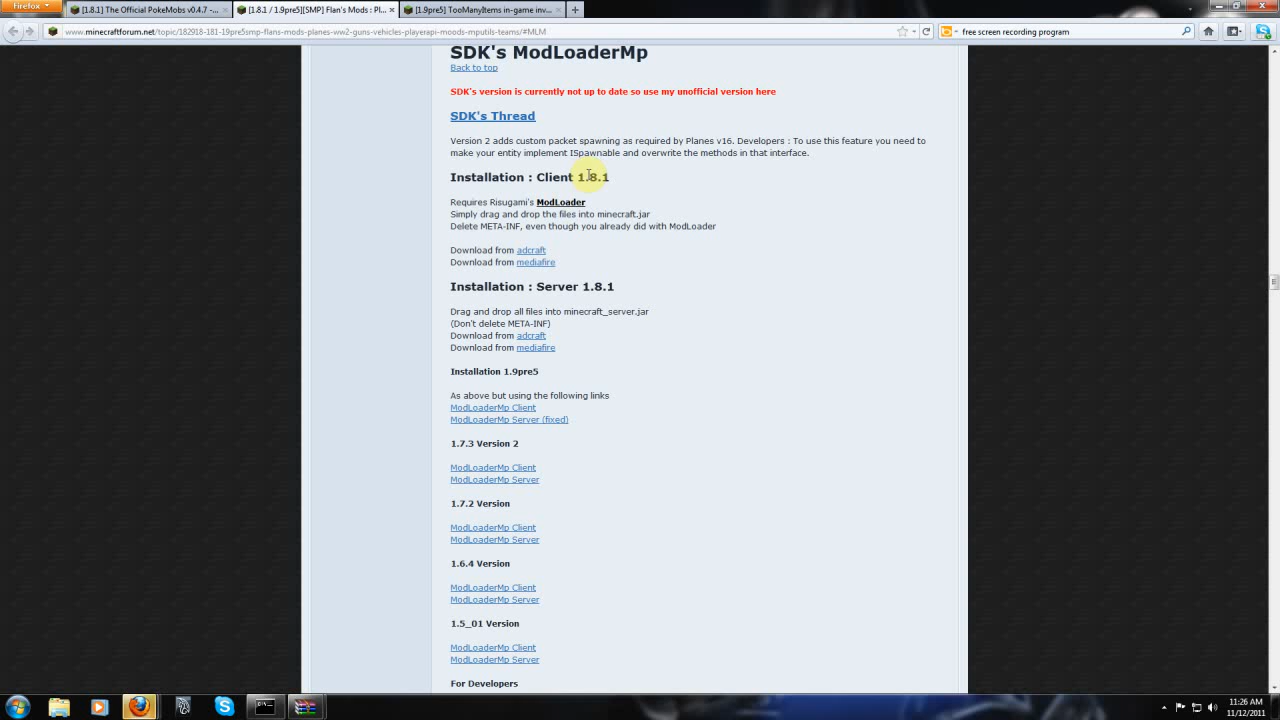 Firefox
[1.8.1] The Official PokeMobs v0.4.7 -...
[1.8.1 / 1.9pre5][SMP] Flan's Mods : Pl...
[1.9pre5] TooManyItems in-game inv...
www.minecraftforum.net/topic/182918-181-19pre5smp-flans-mods-planes-ww2-guns-vehicles-playerapi-moods-mputils-teams/#MLM
free screen recording program
SDK's ModLoaderMp
Back to top
SDK's version is currently not up to date so use my unofficial version here
SDK's Thread
Version 2 adds custom packet spawning as required by Planes v16. Developers : To use this feature you need to
make your entity implement ISpawnable and overwrite the methods in that interface.
Installation : Client 1.8.1
Requires Risugami's ModLoader
Simply drag and drop the files into minecraft.jar
Delete META-INF, even though you already did with ModLoader
Download from adcraft
Download from mediafire
Installation : Server 1.8.1
Drag and drop all files into minecraft_server.jar
(Don't delete META-INF)
Download from adcraft
Download from mediafire
Installation 1.9pre5
As above but using the following links
ModLoaderMp Client
ModLoaderMp Server (fixed)
1.7.3 Version 2
ModLoaderMp Client
ModLoaderMp Server
1.7.2 Version
ModLoaderMp Client
ModLoaderMp Server
1.6.4 Version
ModLoaderMp Client
ModLoaderMp Server
1.5_01 Version
ModLoaderMp Client
ModLoaderMp Server
For Developers
11:26 AM
11/12/2011